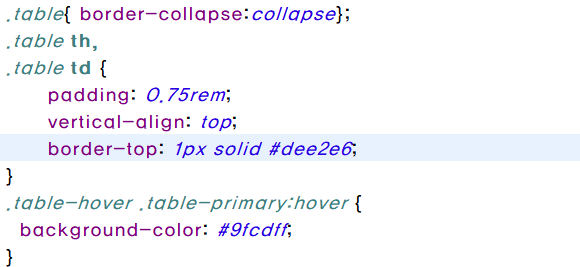 .table{ border-collapse:collapse};
.table th,
.table td {
    padding: 0.75rem;
    vertical-align: top;
    border-top: 1px solid #dee2e6;
}
.table-hover .table-primary:hover {
  background-color: #9fcdff;
}